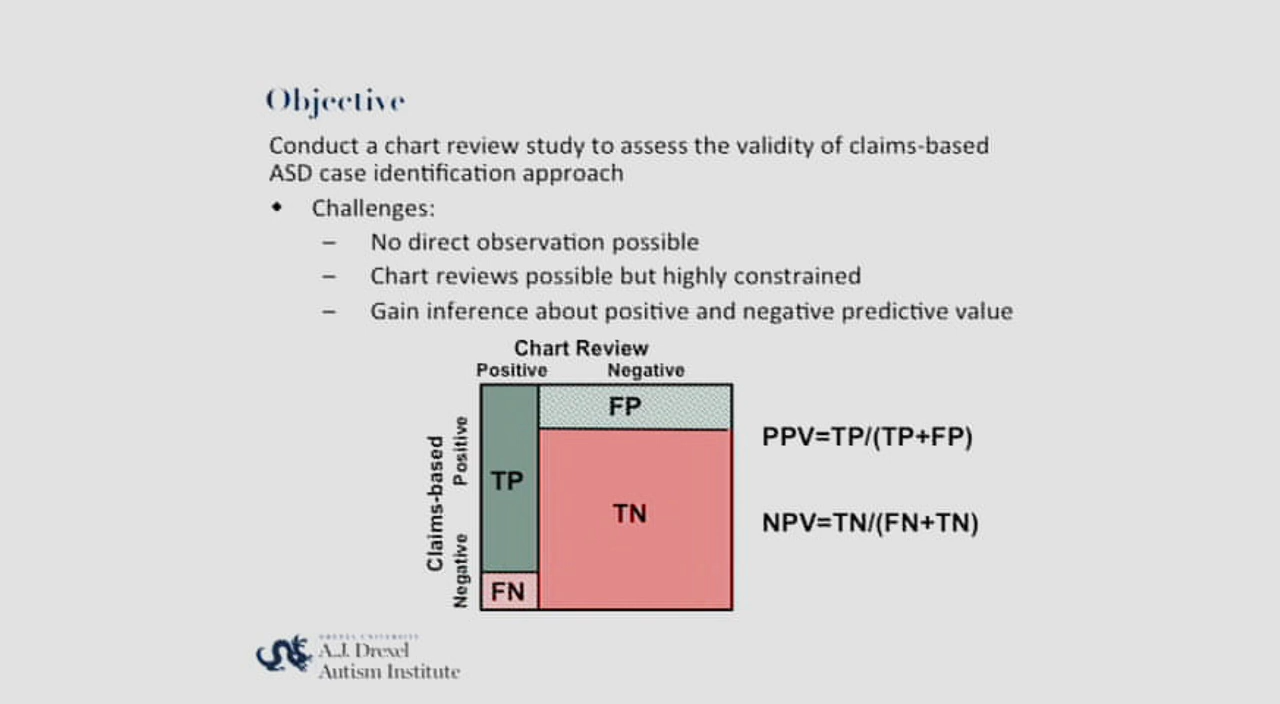 Objective
Conduct a chart review study to assess the validity of claims-based
ASD case identification approach
• Challenges:
– No direct observation possible
– Chart reviews possible but highly constrained
– Gain inference about positive and negative predictive value
Chart Review
Positive Negative
Claims-based
Positive
Negative
FP
TP
TN
FN
PPV=TP/(TP+FP)
NPV=TN/(FN+TN)
DREXEL UNIVERSITY
A.J. Drexel
Autism Institute